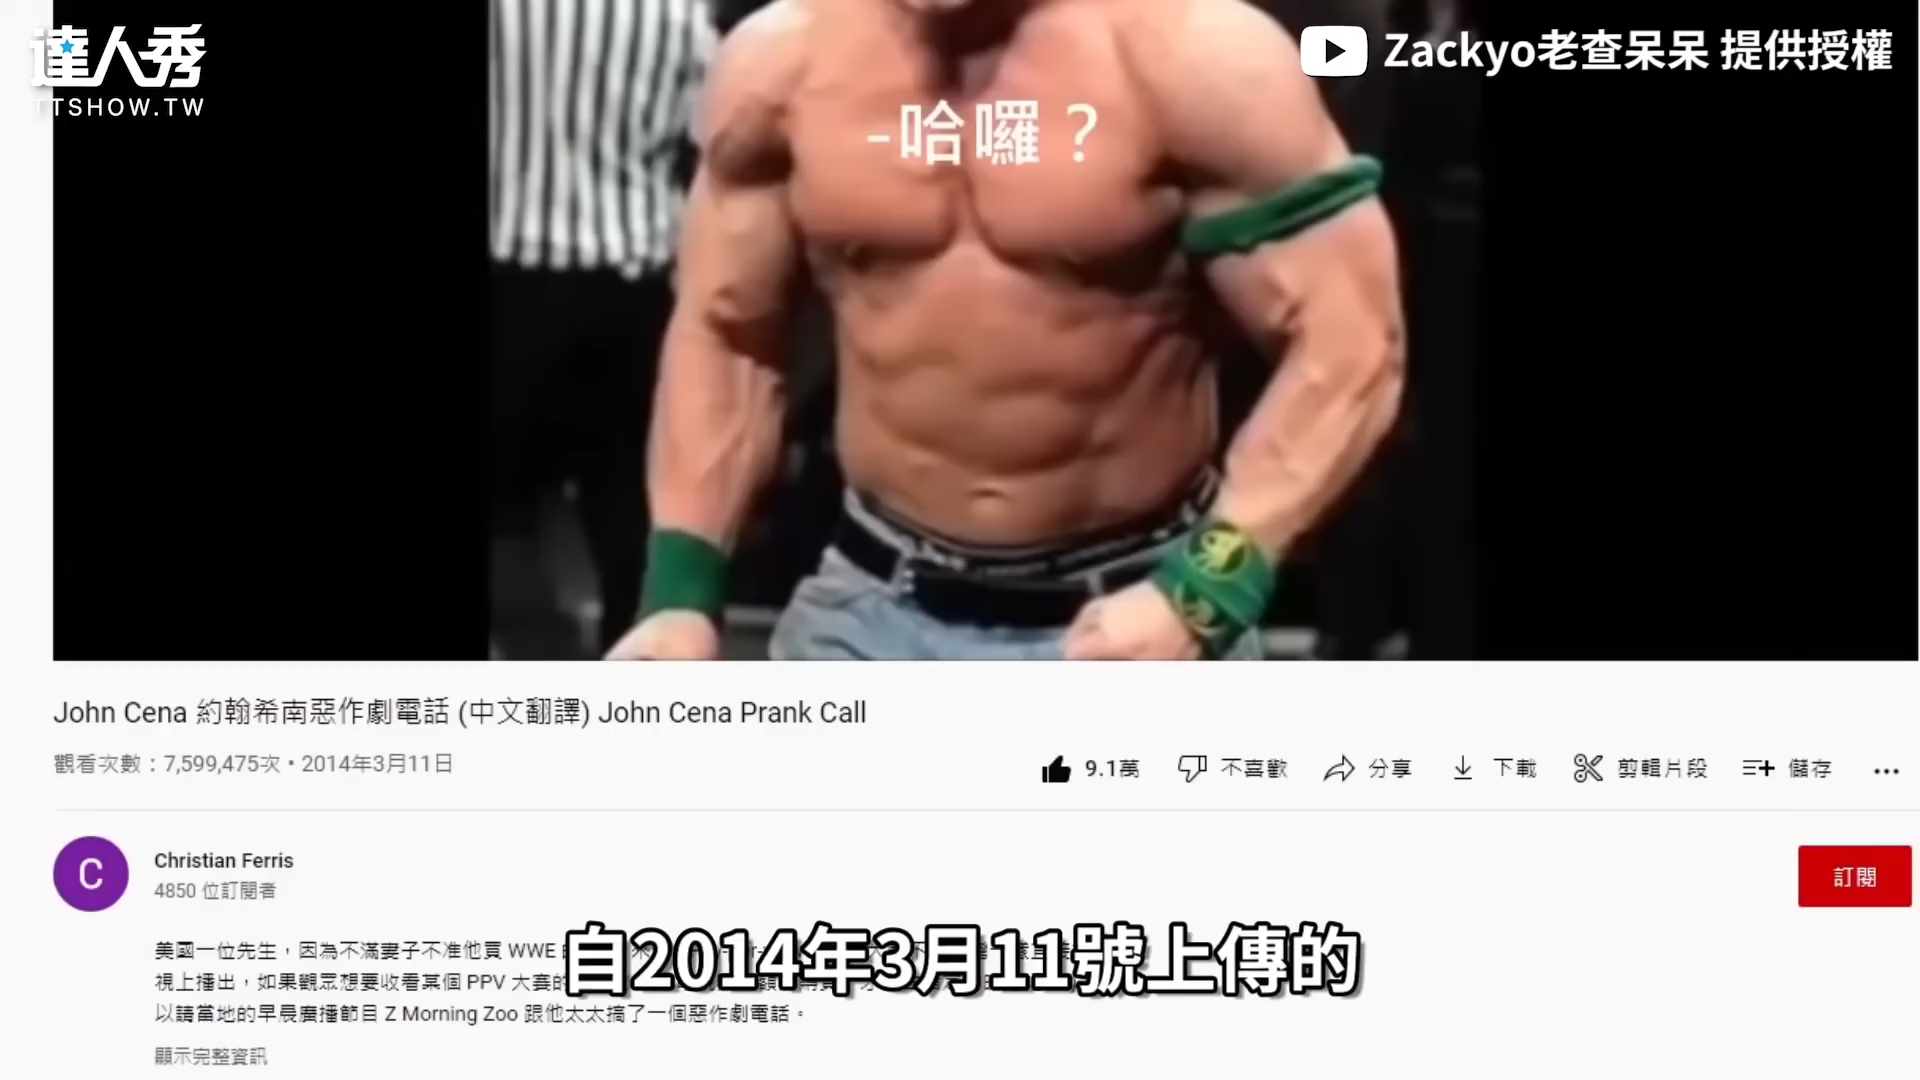 達人秀
TTSHOW.TW
Zackyo老查呆呆 提供授權
-哈囉？
John Cena 約翰希南惡作劇電話 (中文翻譯) John Cena Prank Call
觀看次數：7,599,475次 • 2014年3月11日
9.1萬 不喜歡 分享 下載 剪輯片段 儲存
C
Christian Ferris
4850 位訂閱者
訂閱
美國一位先生，因為不滿妻子不准他買 WWE
視上播出，如果觀眾想要收看某個 PPV 大賽的
自2014年3月11號上傳的
以請當地的早晨廣播節目 Z Morning Zoo 跟他太太搞了一個惡作劇電話。
顯示完整資訊